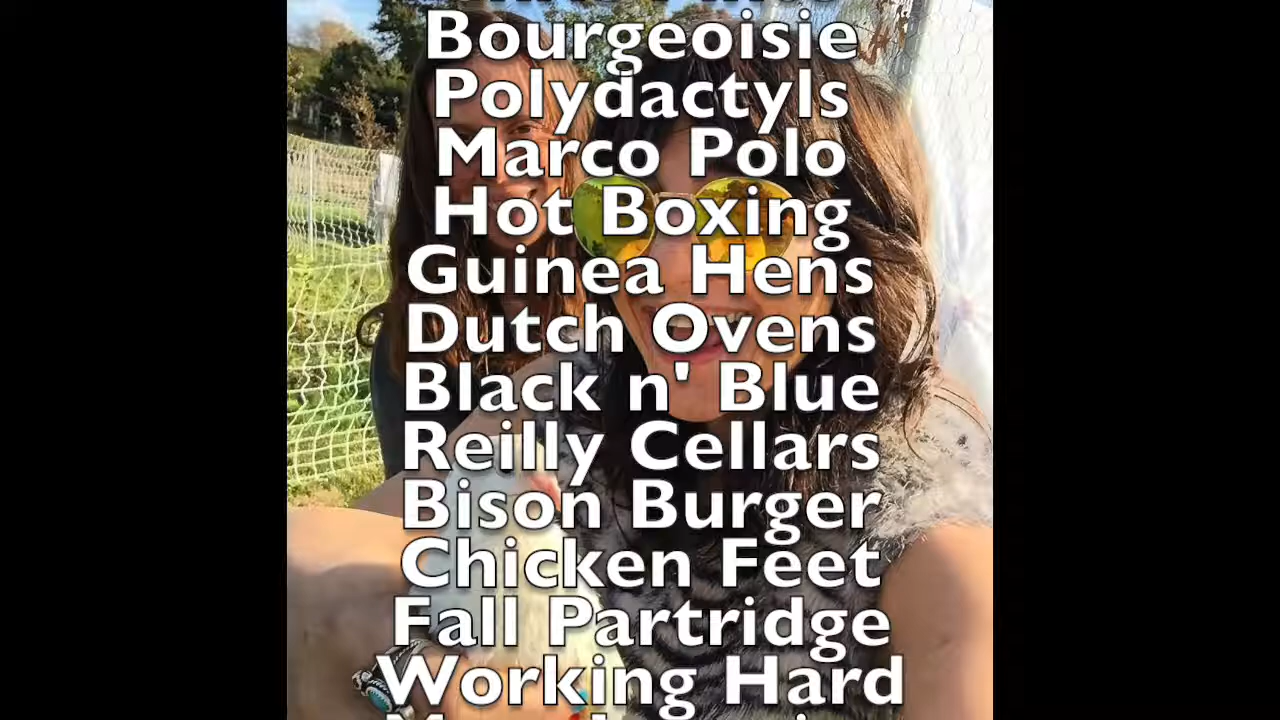 Bourgeoisie
Polydactyls
Marco Polo
Hot Boxing
Guinea Hens
Dutch Ovens
Black n' Blue
Reilly Cellars
Bison Burger
Chicken Feet
Fall Partridge
Working Hard